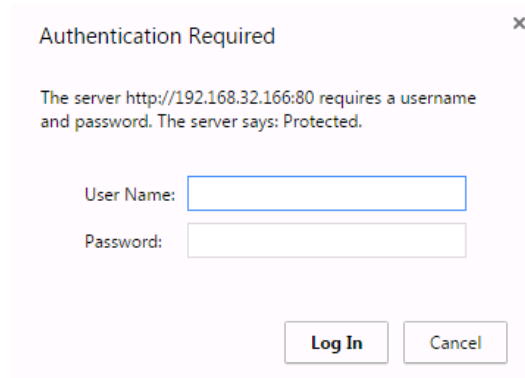 Authentication Required
The server http://192.168.32.166:80 requires a username
and password. The server says: Protected.
User Name:
Password:
Log In Cancel